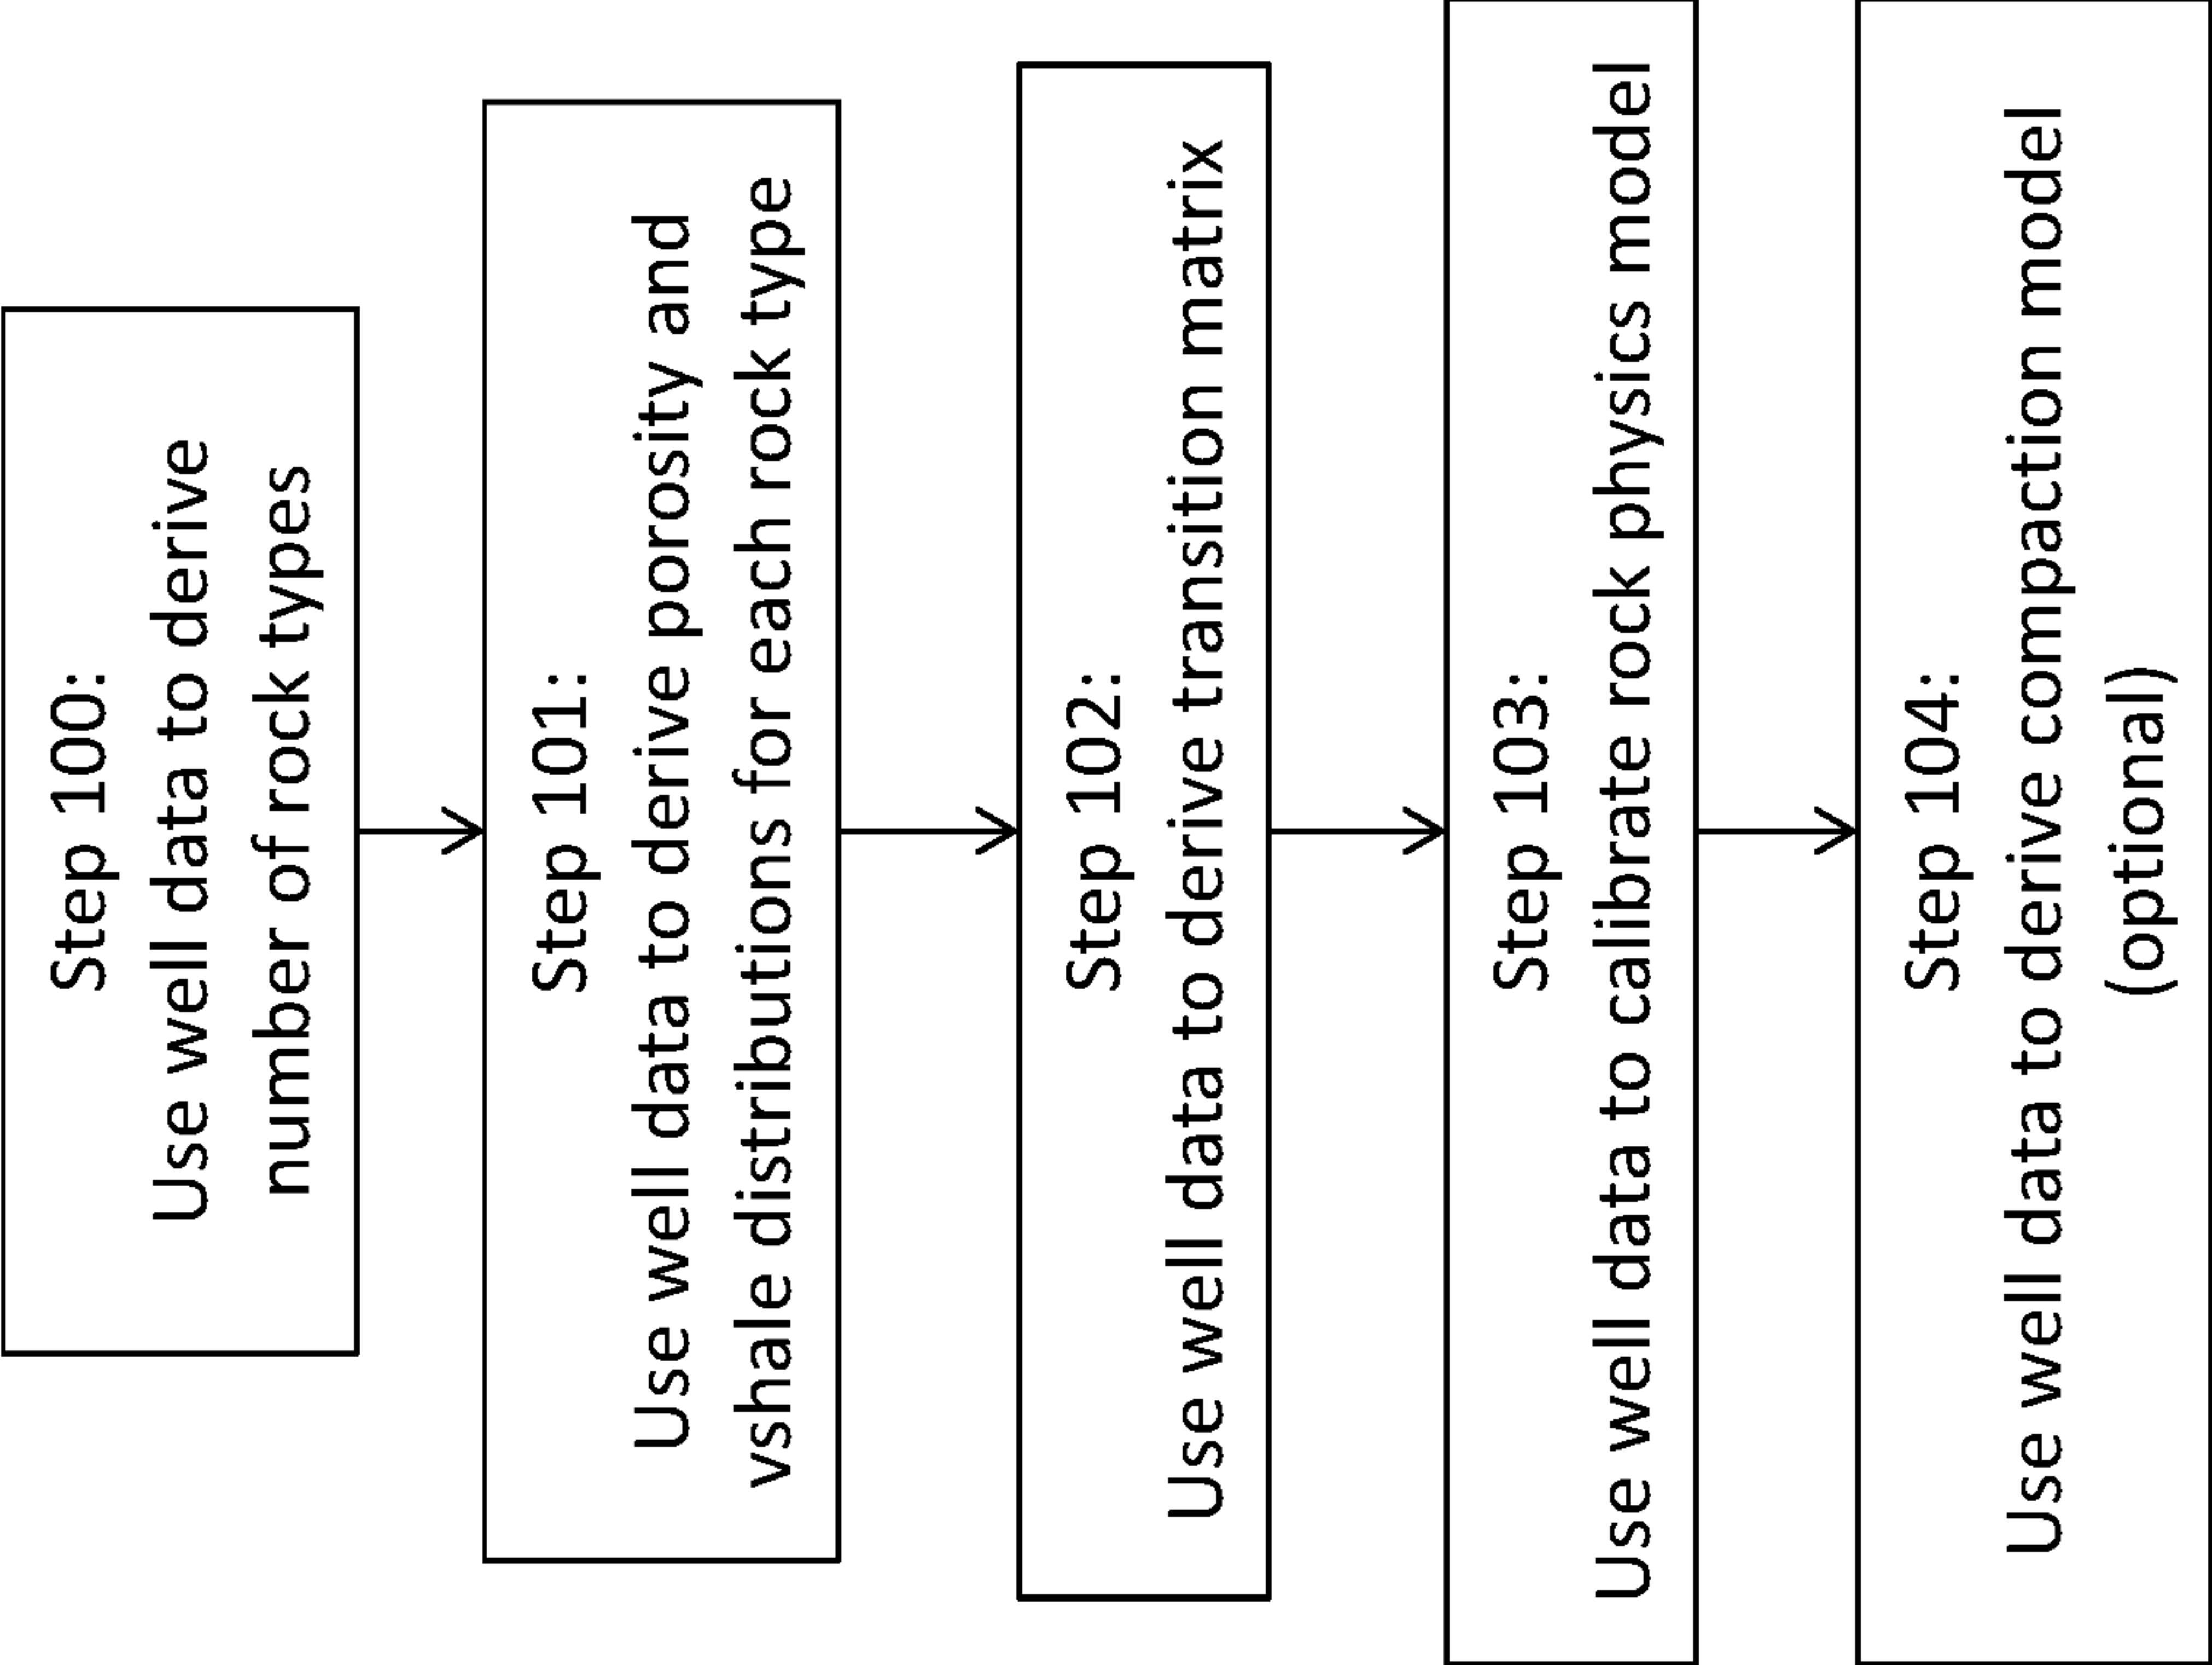 Step 100:
Use well data to derive
number of rock types
Step 101:
Use well data to derive porosity and
vshale distributions for each rock type
Step 102:
Use well data to derive transition matrix
Step 103:
Use well data to calibrate rock physics model
Step 104:
Use well data to derive compaction model
(optional)